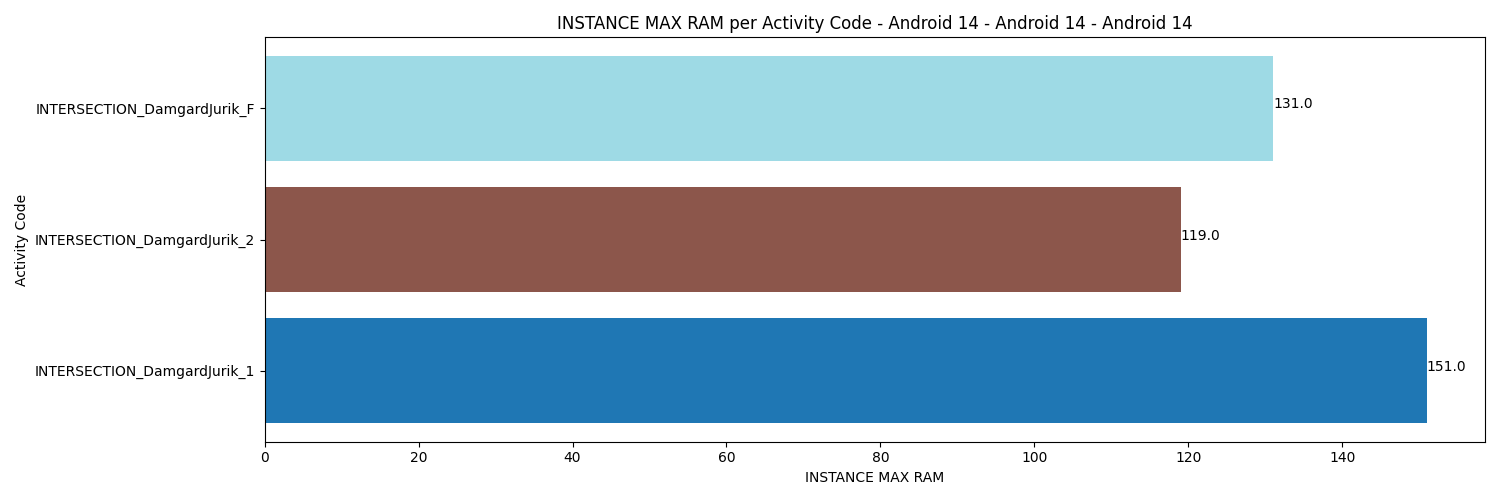 INSTANCE MAX RAM per Activity Code - Android 14 - Android 14 - Android 14
Activity Code
INTERSECTION_DamgardJurik_F
131.0
INTERSECTION_DamgardJurik_2
119.0
INTERSECTION_DamgardJurik_1
151.0
0 20 40 60 80 100 120 140
INSTANCE MAX RAM